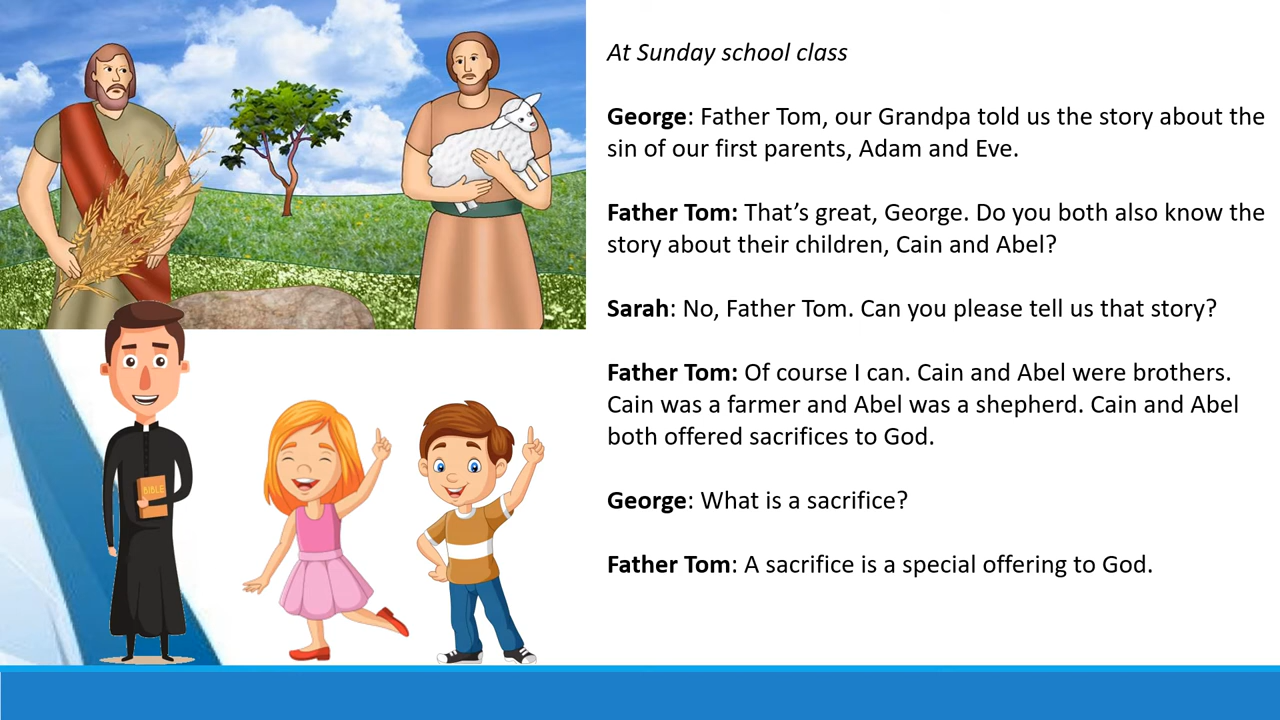 At Sunday school class
George: Father Tom, our Grandpa told us the story about the
sin of our first parents, Adam and Eve.
Father Tom: That’s great, George. Do you both also know the
story about their children, Cain and Abel?
Sarah: No, Father Tom. Can you please tell us that story?
Father Tom: Of course I can. Cain and Abel were brothers.
Cain was a farmer and Abel was a shepherd. Cain and Abel
both offered sacrifices to God.
George: What is a sacrifice?
Father Tom: A sacrifice is a special offering to God.
BIBLE